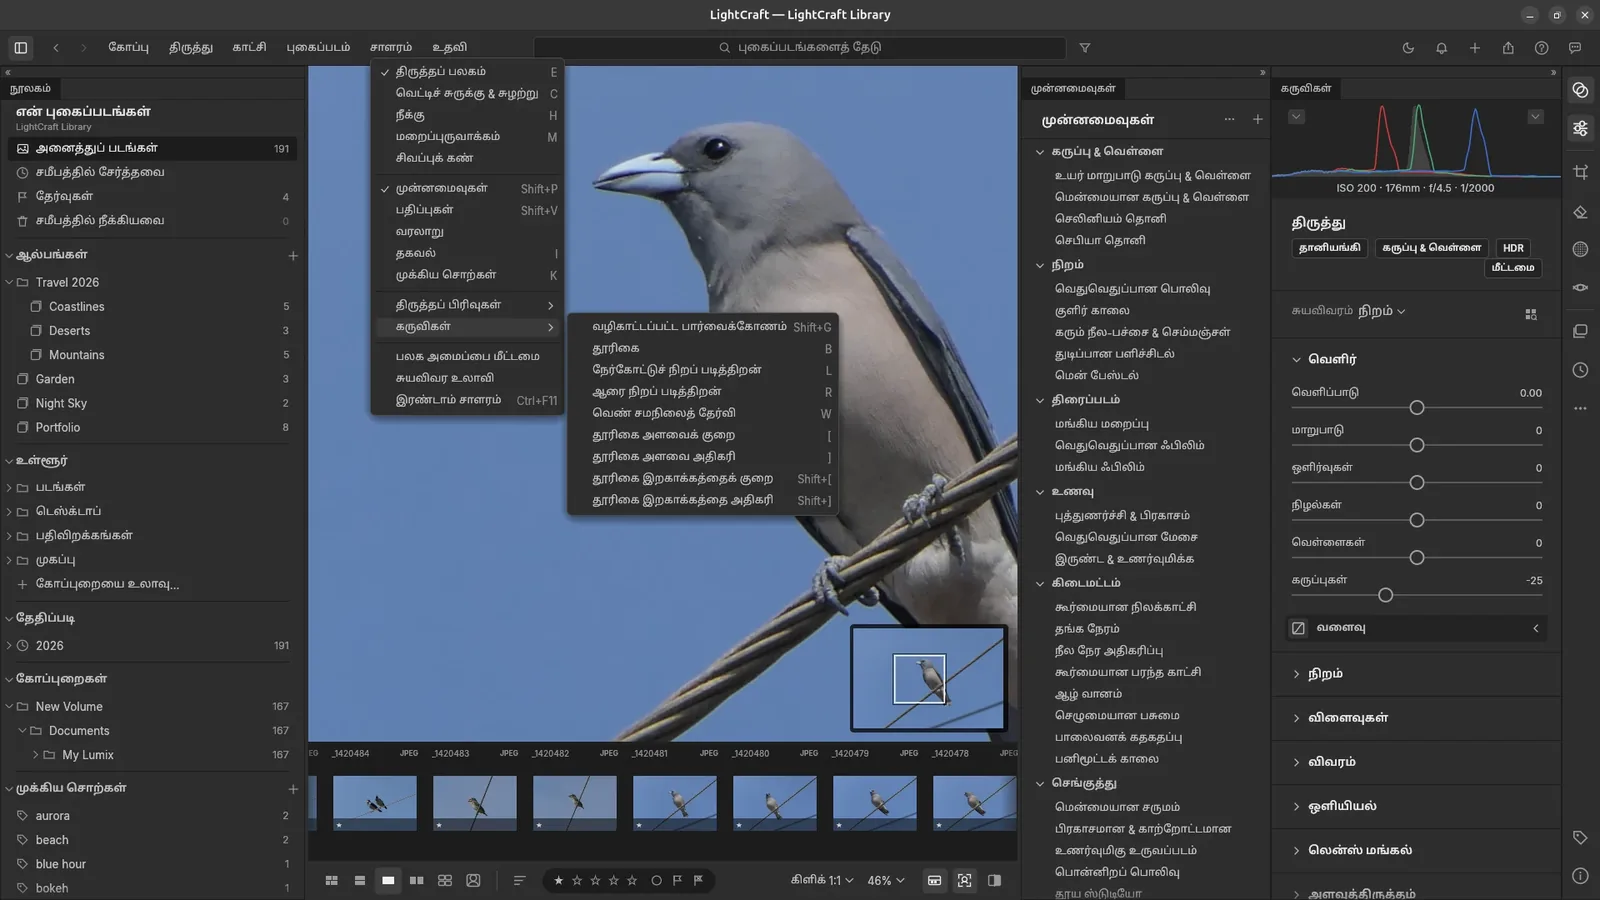 LightCraft — LightCraft Library
கோப்பு
திருத்து
காட்சி
புகைப்படம்
சாளரம்
உதவி
புகைப்படங்களைத் தேடு
நூலகம்
என் புகைப்படங்கள்
LightCraft Library
அனைத்துப் படங்கள் 191
சமீபத்தில் சேர்த்தவை
தேர்வுகள் 4
சமீபத்தில் நீக்கியவை 0
ஆல்பங்கள்
Travel 2026
Coastlines 5
Deserts 3
Mountains 5
Garden 3
Night Sky 2
Portfolio 8
உள்ளூர்
படங்கள்
டெஸ்க்டாப்
பதிவிறக்கங்கள்
முகப்பு
கோப்புறையை உலாவு...
தேதிப்படி
2026 191
கோப்புறைகள்
New Volume 167
Documents 167
My Lumix 167
முக்கிய சொற்கள்
aurora 2
beach 2
blue hour 1
bokeh 1
திருத்தப் பலகம் E
வெட்டிச் சுருக்கு & சுழற்று C
நீக்கு H
மறைப்புருவாக்கம் M
சிவப்புக் கண்
முன்னமைவுகள் Shift+P
பதிப்புகள் Shift+V
வரலாறு
தகவல் I
முக்கிய சொற்கள் K
திருத்தப் பிரிவுகள்
கருவிகள்
பலக அமைப்பை மீட்டமை
சுயவிவர உலாவி
இரண்டாம் சாளரம் Ctrl+F11
வழிகாட்டப்பட்ட பார்வைக்கோணம் Shift+G
தூரிகை B
நேர்கோட்டுச் நிறப் படித்திறன் L
ஆரை நிறப் படித்திறன் R
வெண் சமநிலைத் தேர்வி W
தூரிகை அளவைக் குறை [
தூரிகை அளவை அதிகரி ]
தூரிகை இறகாக்கத்தைக் குறை Shift+[
தூரிகை இறகாக்கத்தை அதிகரி Shift+]
_1420484 JPEG
_1420483 JPEG
_1420482 JPEG
_1420481 JPEG
_1420480 JPEG
_1420479 JPEG
_1420478
கிளிக் 1:1
46%
முன்னமைவுகள்
முன்னமைவுகள்
கருப்பு & வெள்ளை
உயர் மாறுபாடு கருப்பு & வெள்ளை
மென்மையான கருப்பு & வெள்ளை
செலினியம் தொனி
செபியா தொனி
நிறம்
வெதுவெதுப்பான பொலிவு
குளிர் காலை
கரும் நீல-பச்சை & செம்மஞ்சள்
துடிப்பான பளிச்சிடல்
மென் பேஸ்டல்
திரைப்படம்
மங்கிய மறைப்பு
வெதுவெதுப்பான ஃபிலிம்
மங்கிய ஃபிலிம்
உணவு
புத்துணர்ச்சி & பிரகாசம்
வெதுவெதுப்பான மேசை
இருண்ட & உணர்வுமிக்க
கிடைமட்டம்
கூர்மையான நிலக்காட்சி
தங்க நேரம்
நீல நேர அதிகரிப்பு
கூர்மையான பரந்த காட்சி
ஆழ் வானம்
செழுமையான பசுமை
பாலைவனக் கதகதப்பு
பனிமூட்டக் காலை
செங்குத்து
மென்மையான சருமம்
பிரகாசமான & காற்றோட்டமான
உணர்வுமிகு உருவப்படம்
பொன்னிறப் பொலிவு
தூய ஸ்டுடியோ
கருவிகள்
ISO 200 · 176mm · f/4.5 · 1/2000
திருத்து
தானியங்கி
கருப்பு & வெள்ளை
HDR
மீட்டமை
சுயவிவரம் நிறம்
வெளிர்
வெளிப்பாடு 0.00
மாறுபாடு 0
ஒளிர்வுகள் 0
நிழல்கள் 0
வெள்ளைகள் 0
கருப்புகள் -25
வளைவு
நிறம்
விளைவுகள்
விவரம்
ஒளியியல்
லென்ஸ் மங்கல்